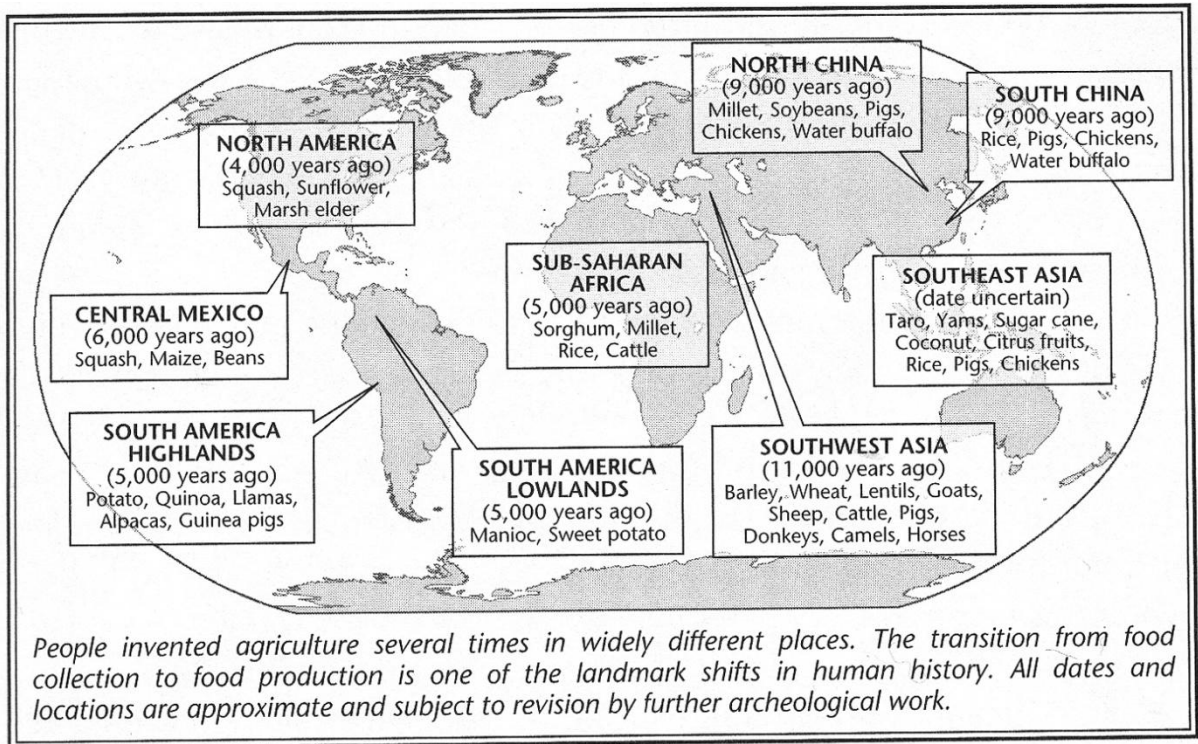 NORTH CHINA
(9,000 years ago)
Millet, Soybeans, Pigs,
Chickens, Water buffalo
SOUTH CHINA
(9,000 years ago)
Rice, Pigs, Chickens,
Water buffalo
NORTH AMERICA
(4,000 years ago)
Squash, Sunflower,
Marsh elder
SUB-SAHARAN
AFRICA
(5,000 years ago)
Sorghum, Millet,
Rice, Cattle
SOUTHEAST ASIA
(date uncertain)
Taro, Yams, Sugar cane,
Coconut, Citrus fruits,
Rice, Pigs, Chickens
CENTRAL MEXICO
(6,000 years ago)
Squash, Maize, Beans
SOUTH AMERICA
HIGHLANDS
(5,000 years ago)
Potato, Quinoa, Llamas,
Alpacas, Guinea pigs
SOUTH AMERICA
LOWLANDS
(5,000 years ago)
Manioc, Sweet potato
SOUTHWEST ASIA
(11,000 years ago)
Barley, Wheat, Lentils, Goats,
Sheep, Cattle, Pigs,
Donkeys, Camels, Horses
People invented agriculture several times in widely different places. The transition from food
collection to food production is one of the landmark shifts in human history. All dates and
locations are approximate and subject to revision by further archeological work.